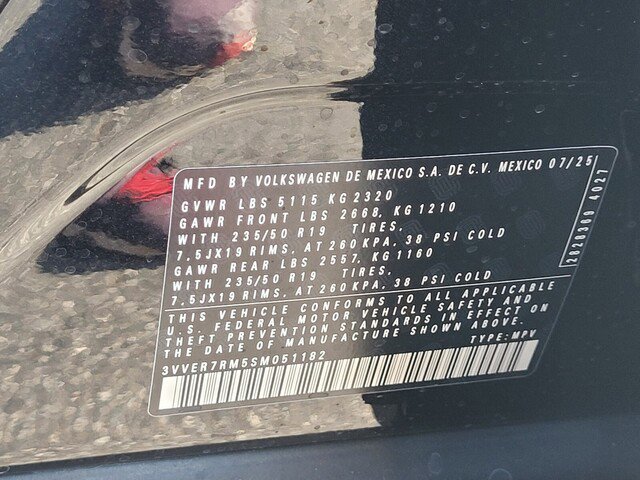 MFD BY VOLKSWAGEN DE MEXICO S.A. DE C.V. MEXICO 07/25
GVWR LBS 5115 KG 2320
GAWR FRONT LBS 2668, KG 1210
WITH 235/50 R19 TIRES,
7.5JX19 RIMS, AT 260 KPA, 38 PSI COLD
GAWR REAR LBS 2557, KG 1160
WITH 235/50 R19 TIRES,
7.5JX19 RIMS, AT 260 KPA, 38 PSI COLD
THIS VEHICLE CONFORMS TO ALL APPLICABLE
U.S. FEDERAL MOTOR VEHICLE SAFETY AND
THEFT PREVENTION STANDARDS IN EFFECT ON
THE DATE OF MANUFACTURE SHOWN ABOVE.
3VVER7RM5SM051182 TYPE: MPV
4027